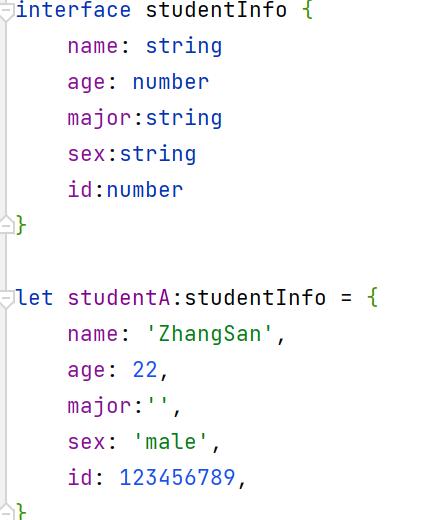 interface studentInfo {
    name: string
    age: number
    major:string
    sex:string
    id:number
}
let studentA:studentInfo = {
    name: 'ZhangSan',
    age: 22,
    major:'',
    sex: 'male',
    id: 123456789,
}